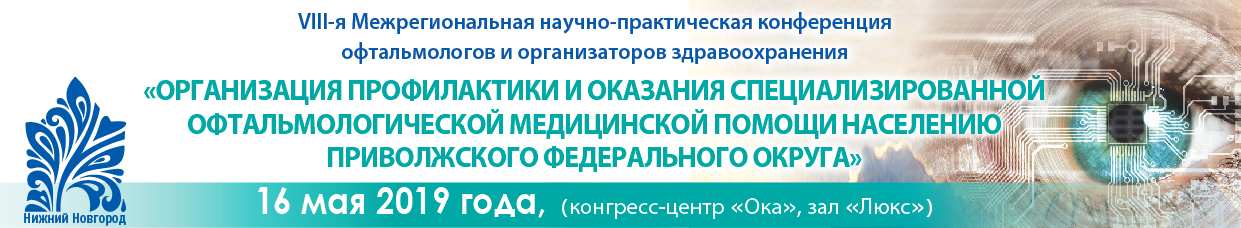 VIII-я Межрегиональная научно-практическая конференция
офтальмологов и организаторов здравоохранения
«ОРГАНИЗАЦИЯ ПРОФИЛАКТИКИ И ОКАЗАНИЯ СПЕЦИАЛИЗИРОВАННОЙ
ОФТАЛЬМОЛОГИЧЕСКОЙ МЕДИЦИНСКОЙ ПОМОЩИ НАСЕЛЕНИЮ
ПРИВОЛЖСКОГО ФЕДЕРАЛЬНОГО ОКРУГА»
16 мая 2019 года, (конгресс-центр «Ока», зал «Люкс»)
Нижний Новгород